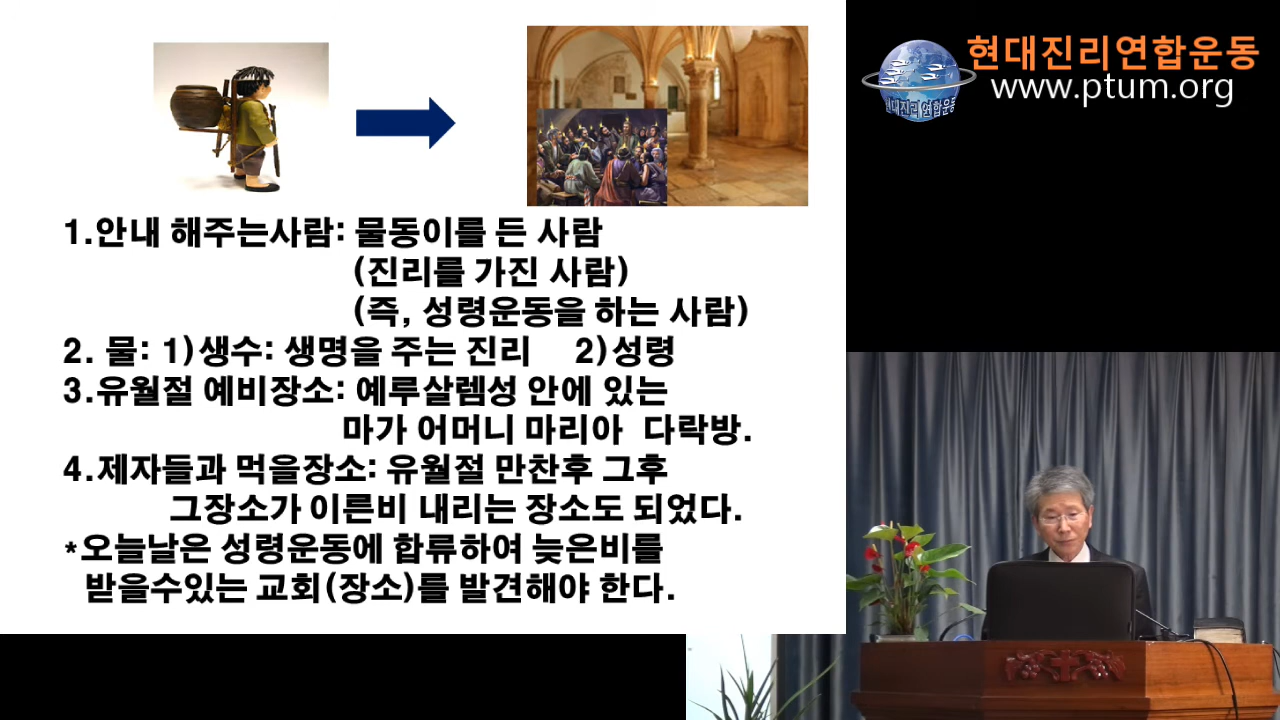 현대진리연합운동
www.ptum.org
현대진리연합운동
1.안내 해주는사람: 물동이를 든 사람
(진리를 가진 사람)
(즉, 성령운동을 하는 사람)
2. 물: 1)생수: 생명을 주는 진리 2)성령
3.유월절 예비장소: 예루살렘성 안에 있는
마가 어머니 마리아 다락방.
4.제자들과 먹을장소: 유월절 만찬후 그후
그장소가 이른비 내리는 장소도 되었다.
*오늘날은 성령운동에 합류하여 늦은비를
받을수있는 교회(장소)를 발견해야 한다.